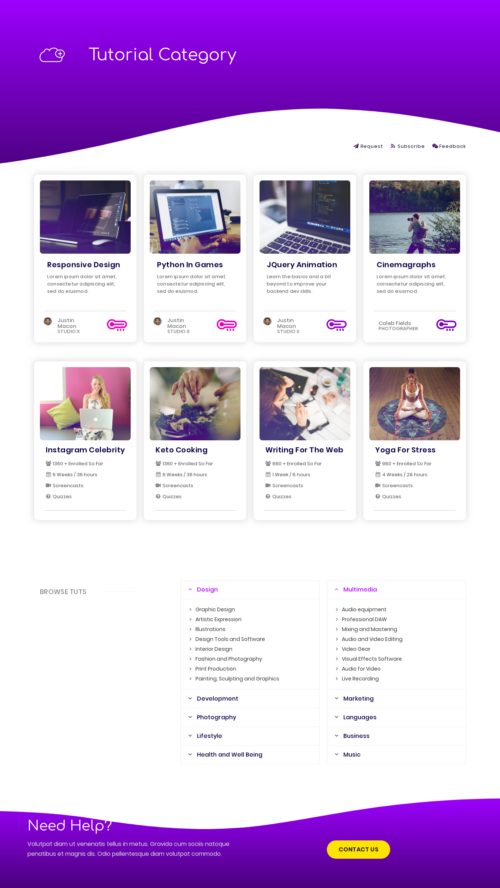 Tutorial Category
Request Subscribe Feedback
Responsive Design
Lorem ipsum dolor sit amet,
consectetur adipiscing elit,
sed do eiusmod.
Justin
Macon
STUDIO X
Python In Games
Lorem ipsum dolor sit amet,
consectetur adipiscing elit,
sed do eiusmod.
Justin
Macon
STUDIO X
JQuery Animation
Learn the basics and a bit
beyond to improve your
backend dev skills.
Justin
Macon
STUDIO X
Cinemagraphs
Lorem ipsum dolor sit amet,
consectetur adipiscing elit,
sed do eiusmod.
Caleb Fields
PHOTOGRAPHER
Instagram Celebrity
1360 + Enrolled So Far
6 Weeks / 36 hours
Screencasts
Quizzes
Keto Cooking
1360 + Enrolled So Far
6 Weeks / 36 hours
Screencasts
Quizzes
Writing For The Web
860 + Enrolled So Far
1 Week / 6 hours
Screencasts
Quizzes
Yoga For Stress
960 + Enrolled So Far
4 Weeks / 26 hours
Screencasts
Quizzes
BROWSE TUTS
Design
Graphic Design
Artistic Expression
Illustrations
Design Tools and Software
Interior Design
Fashion and Photography
Print Production
Painting, Sculpting and Graphics
Development
Photography
Lifestyle
Health and Well Being
Multimedia
Audio equipment
Professional DAW
Mixing and Mastering
Audio and Video Editing
Video Gear
Visual Effects Software
Audio for Video
Live Recording
Marketing
Languages
Business
Music
Need Help?
Volutpat diam ut venenatis tellus in metus. Gravida cum sociis natoque
penatibus et magnis dis. Odio pellentesque diam volutpat commodo.
CONTACT US